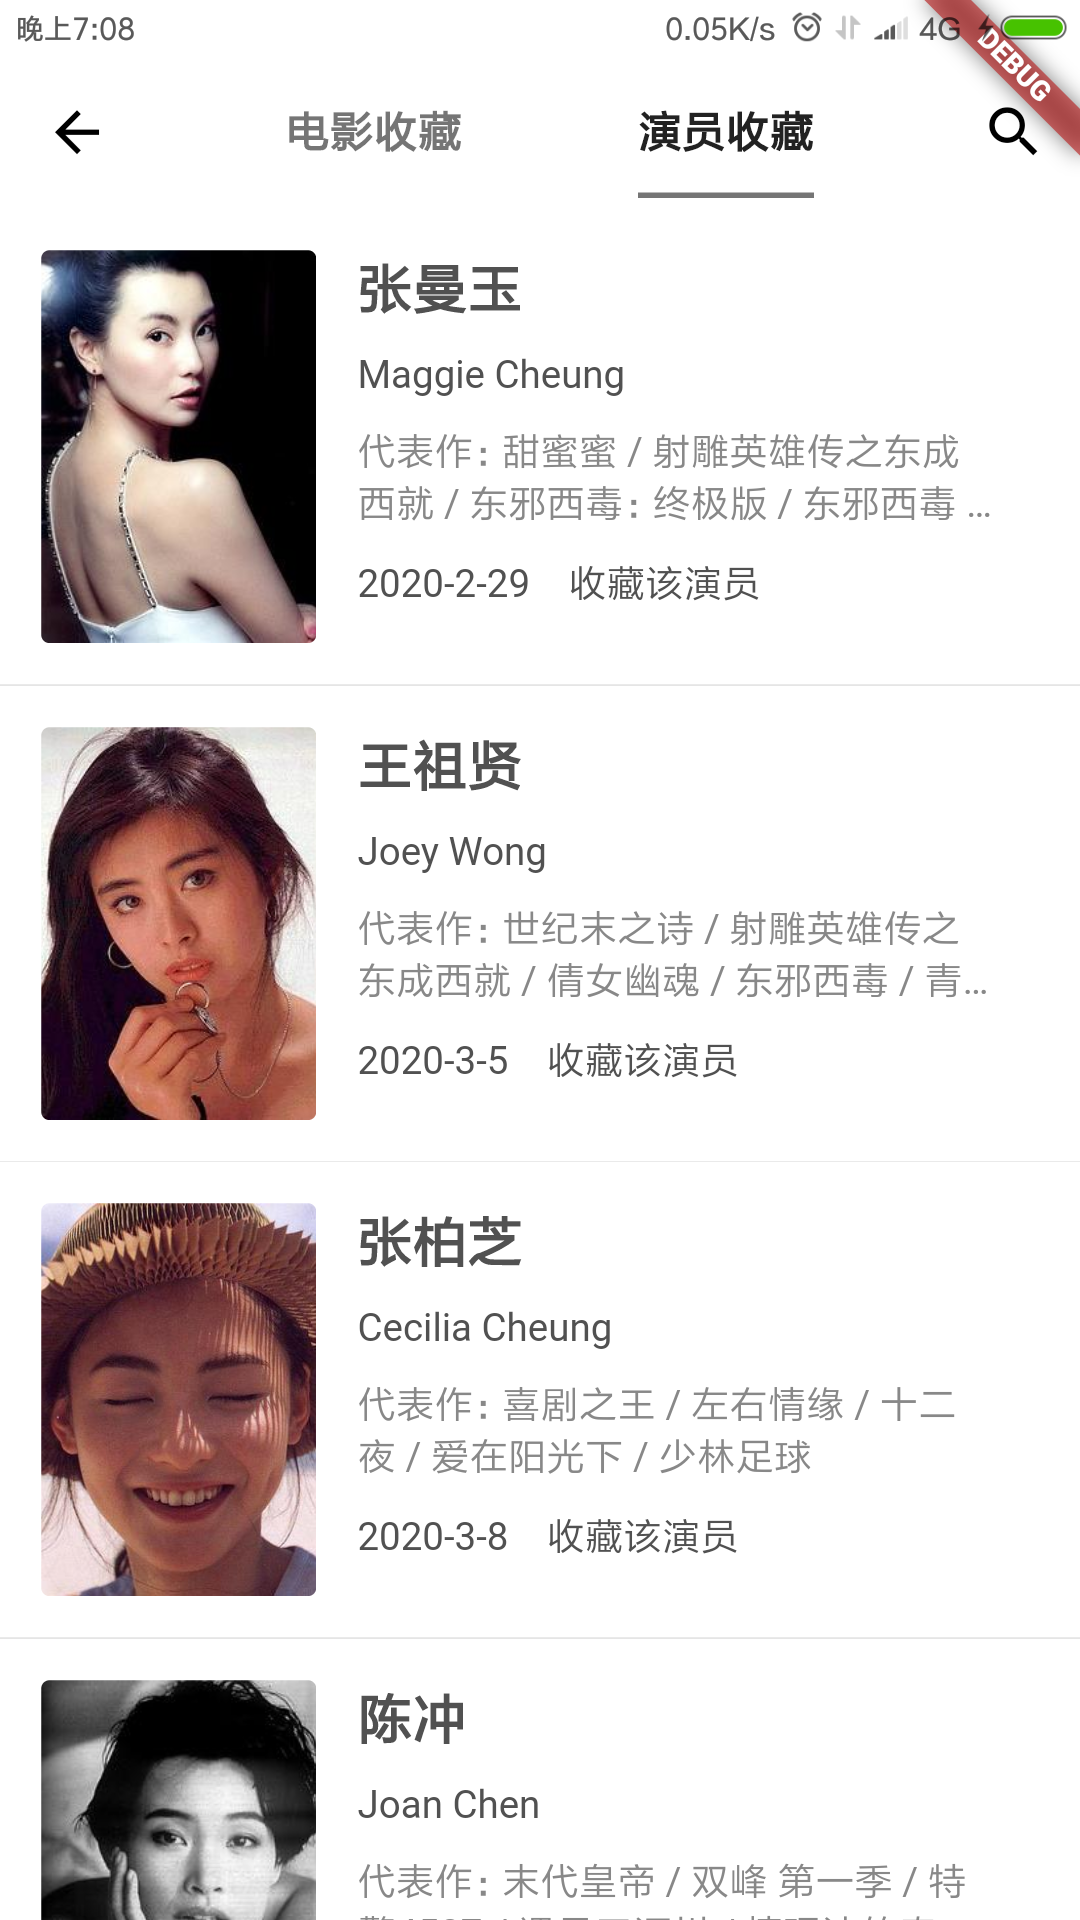 晚上7:08
0.05K/s
4G
DEBUG
电影收藏
演员收藏
张曼玉
Maggie Cheung
代表作: 甜蜜蜜 / 射雕英雄传之东成
西就 / 东邪西毒: 终极版 / 东邪西毒 ...
2020-2-29 收藏该演员
王祖贤
Joey Wong
代表作: 世纪末之诗 / 射雕英雄传之
东成西就 / 倩女幽魂 / 东邪西毒 / 青...
2020-3-5 收藏该演员
张柏芝
Cecilia Cheung
代表作: 喜剧之王 / 左右情缘 / 十二
夜 / 爱在阳光下 / 少林足球
2020-3-8 收藏该演员
陈冲
Joan Chen
代表作: 末代皇帝 / 双峰 第一季 / 特